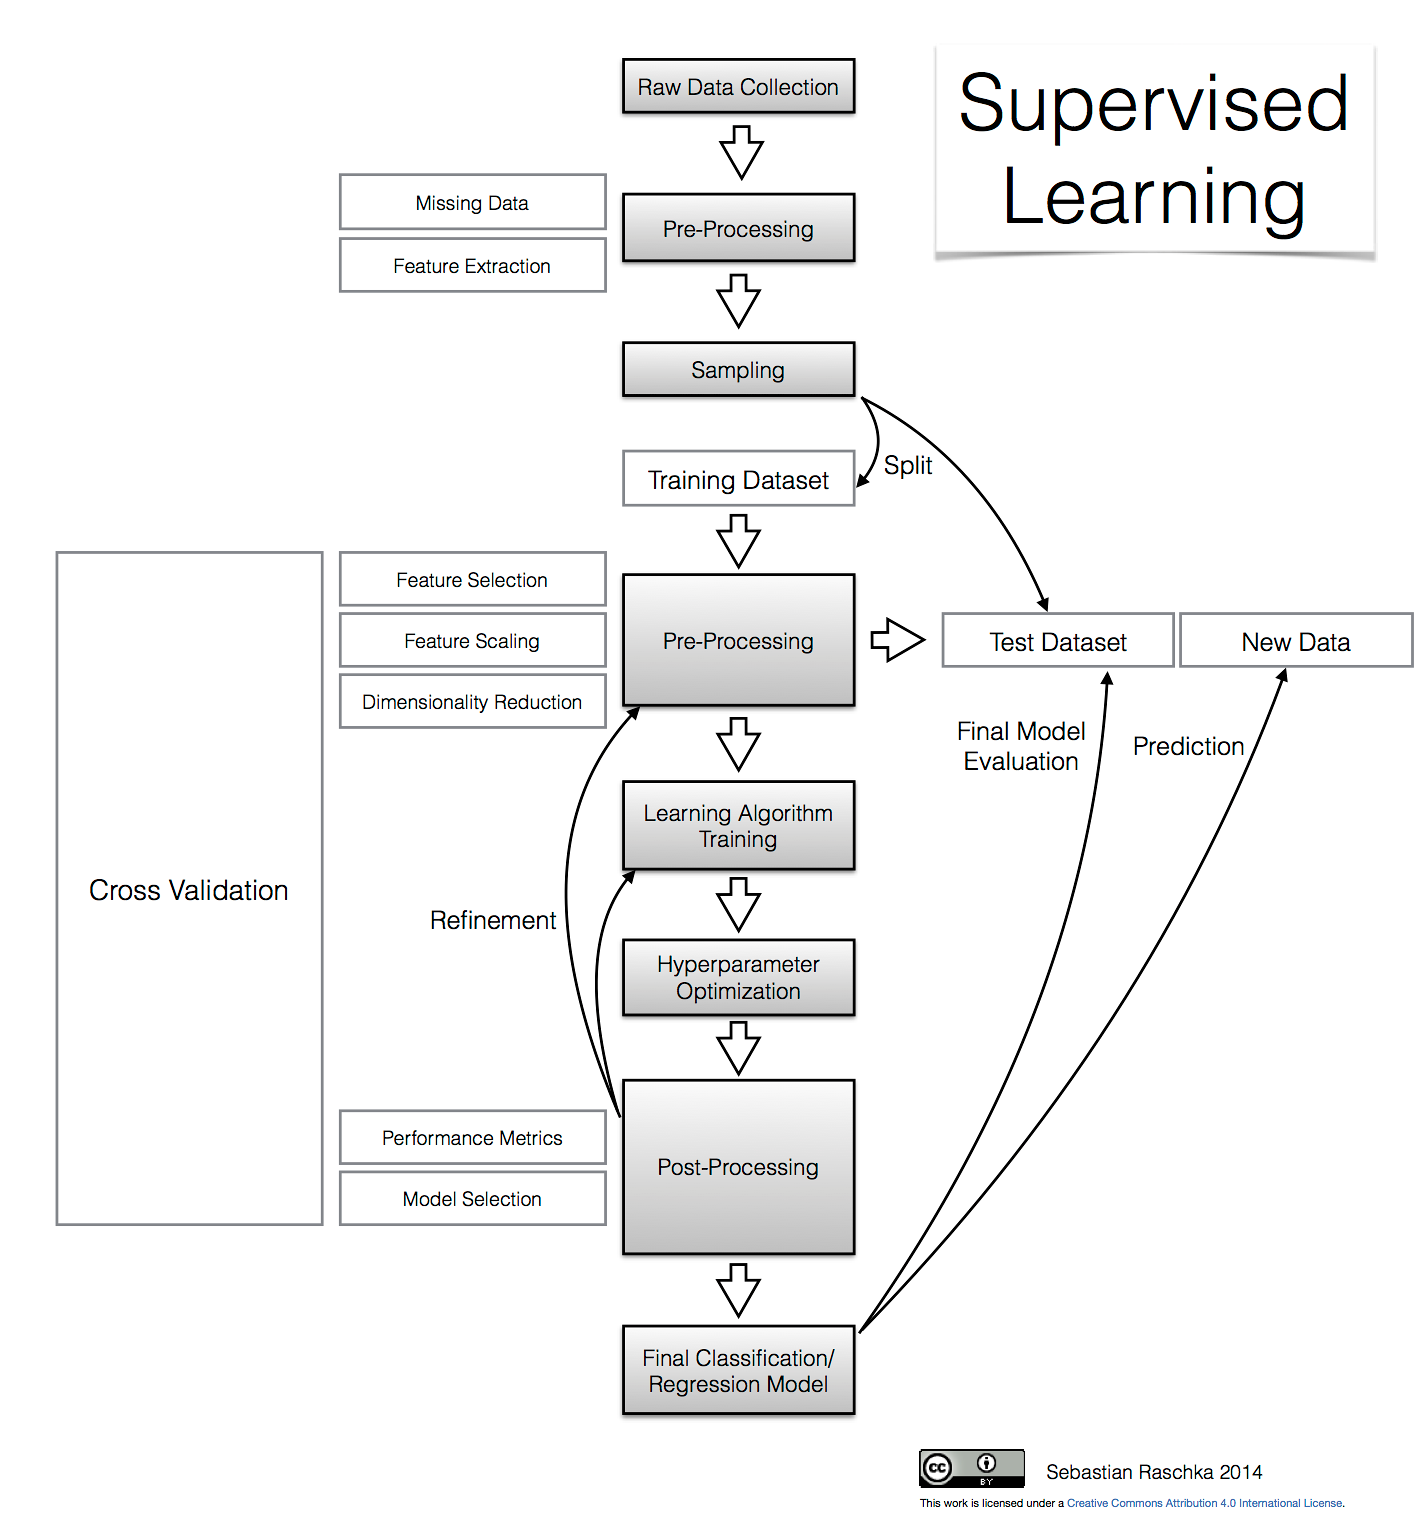 Supervised
Learning
Raw Data Collection
Missing Data
Pre-Processing
Feature Extraction
Sampling
Split
Training Dataset
Feature Selection
Feature Scaling
Pre-Processing
Test Dataset
New Data
Dimensionality Reduction
Final Model
Evaluation
Prediction
Learning Algorithm
Training
Cross Validation
Refinement
Hyperparameter
Optimization
Performance Metrics
Post-Processing
Model Selection
Final Classification/
Regression Model
cc
BY
Sebastian Raschka 2014
This work is licensed under a Creative Commons Attribution 4.0 International License.